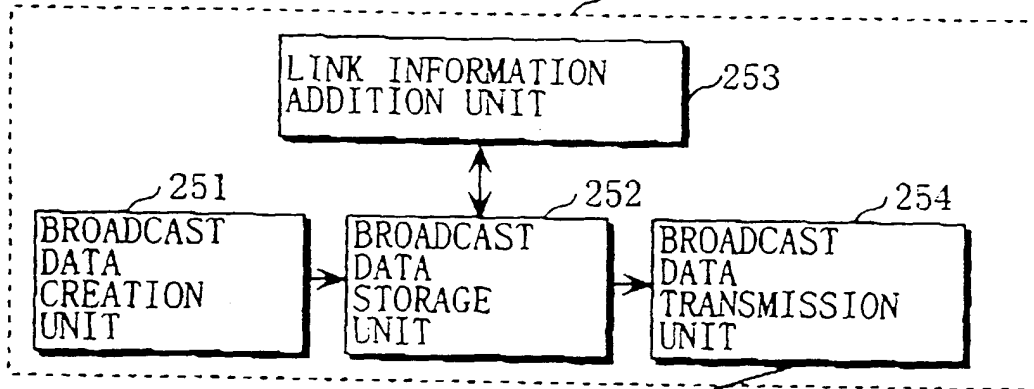 LINK INFORMATION
ADDITION UNIT
253
251
BROADCAST
DATA
CREATION
UNIT
252
BROADCAST
DATA
STORAGE
UNIT
254
BROADCAST
DATA
TRANSMISSION
UNIT